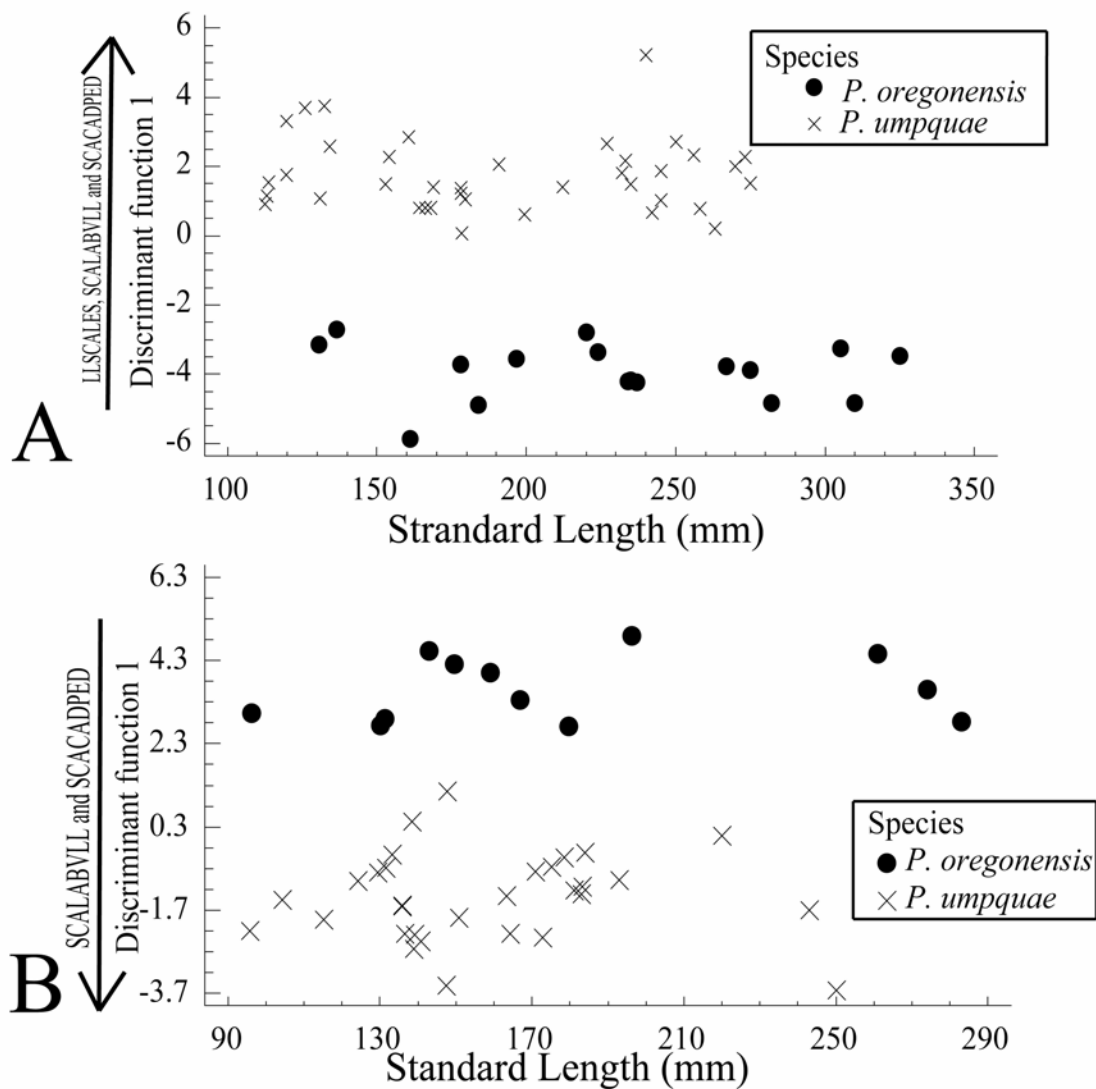 A
LLSCALES, SCALABVLL and SCACADPED
Discriminant function 1
6
4
2
0
-2
-4
-6
Species
P. oregonensis
P. umpquae
100 150 200 250 300 350
Strandard Length (mm)
B
SCALABVLL and SCACADPED
Discriminant function 1
6.3
4.3
2.3
0.3
-1.7
-3.7
Species
P. oregonensis
P. umpquae
90 130 170 210 250 290
Standard Length (mm)